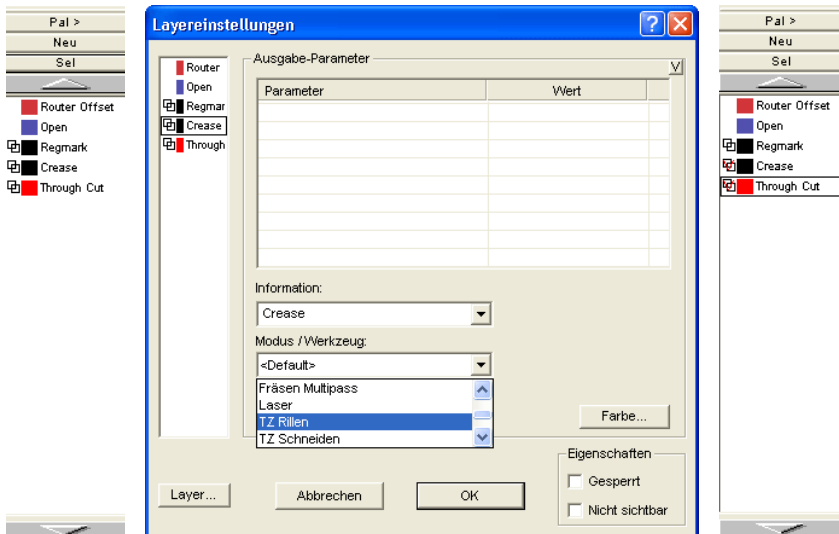 Pal >
Neu
Sel
Router Offset
Open
Regmark
Crease
Through Cut
Layereinstellungen
Router
Open
Regmar
Crease
Through
Ausgabe-Parameter
V
Parameter Wert
Information:
Crease
Modus / Werkzeug:
<Default>
Fräsen Multipass
Laser
TZ Rillen
TZ Schneiden
Farbe...
Eigenschaften
Gesperrt
Nicht sichtbar
Layer...
Abbrechen
OK
Pal >
Neu
Sel
Router Offset
Open
Regmark
Crease
Through Cut